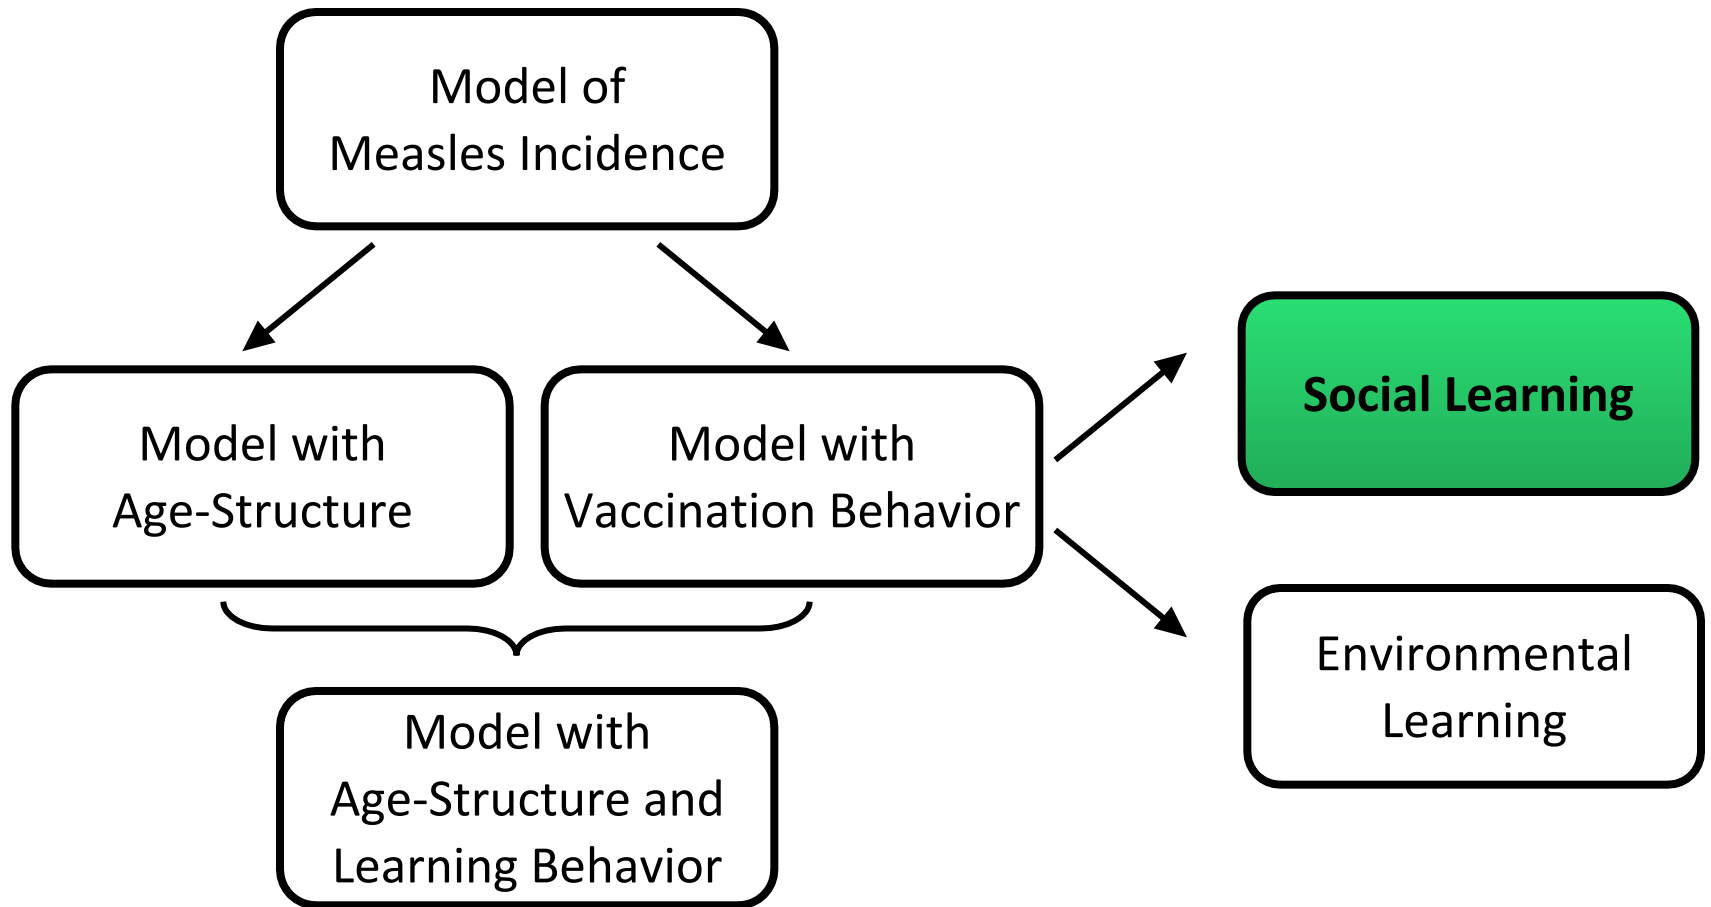 Model of
Measles Incidence
Model with
Age-Structure
Model with
Vaccination Behavior
Social Learning
Environmental
Learning
Model with
Age-Structure and
Learning Behavior